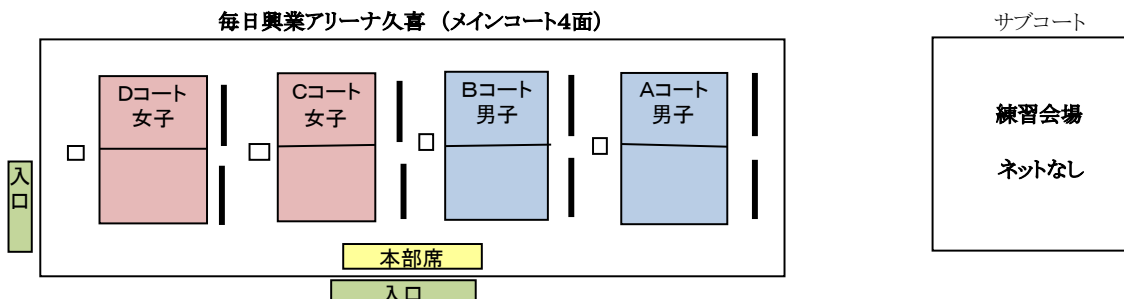 毎日興業アリーナ久喜 (メインコート4面)
サブコート
Dコート
女子
Cコート
女子
Bコート
男子
Aコート
男子
練習会場
ネットなし
入口
本部席
入口